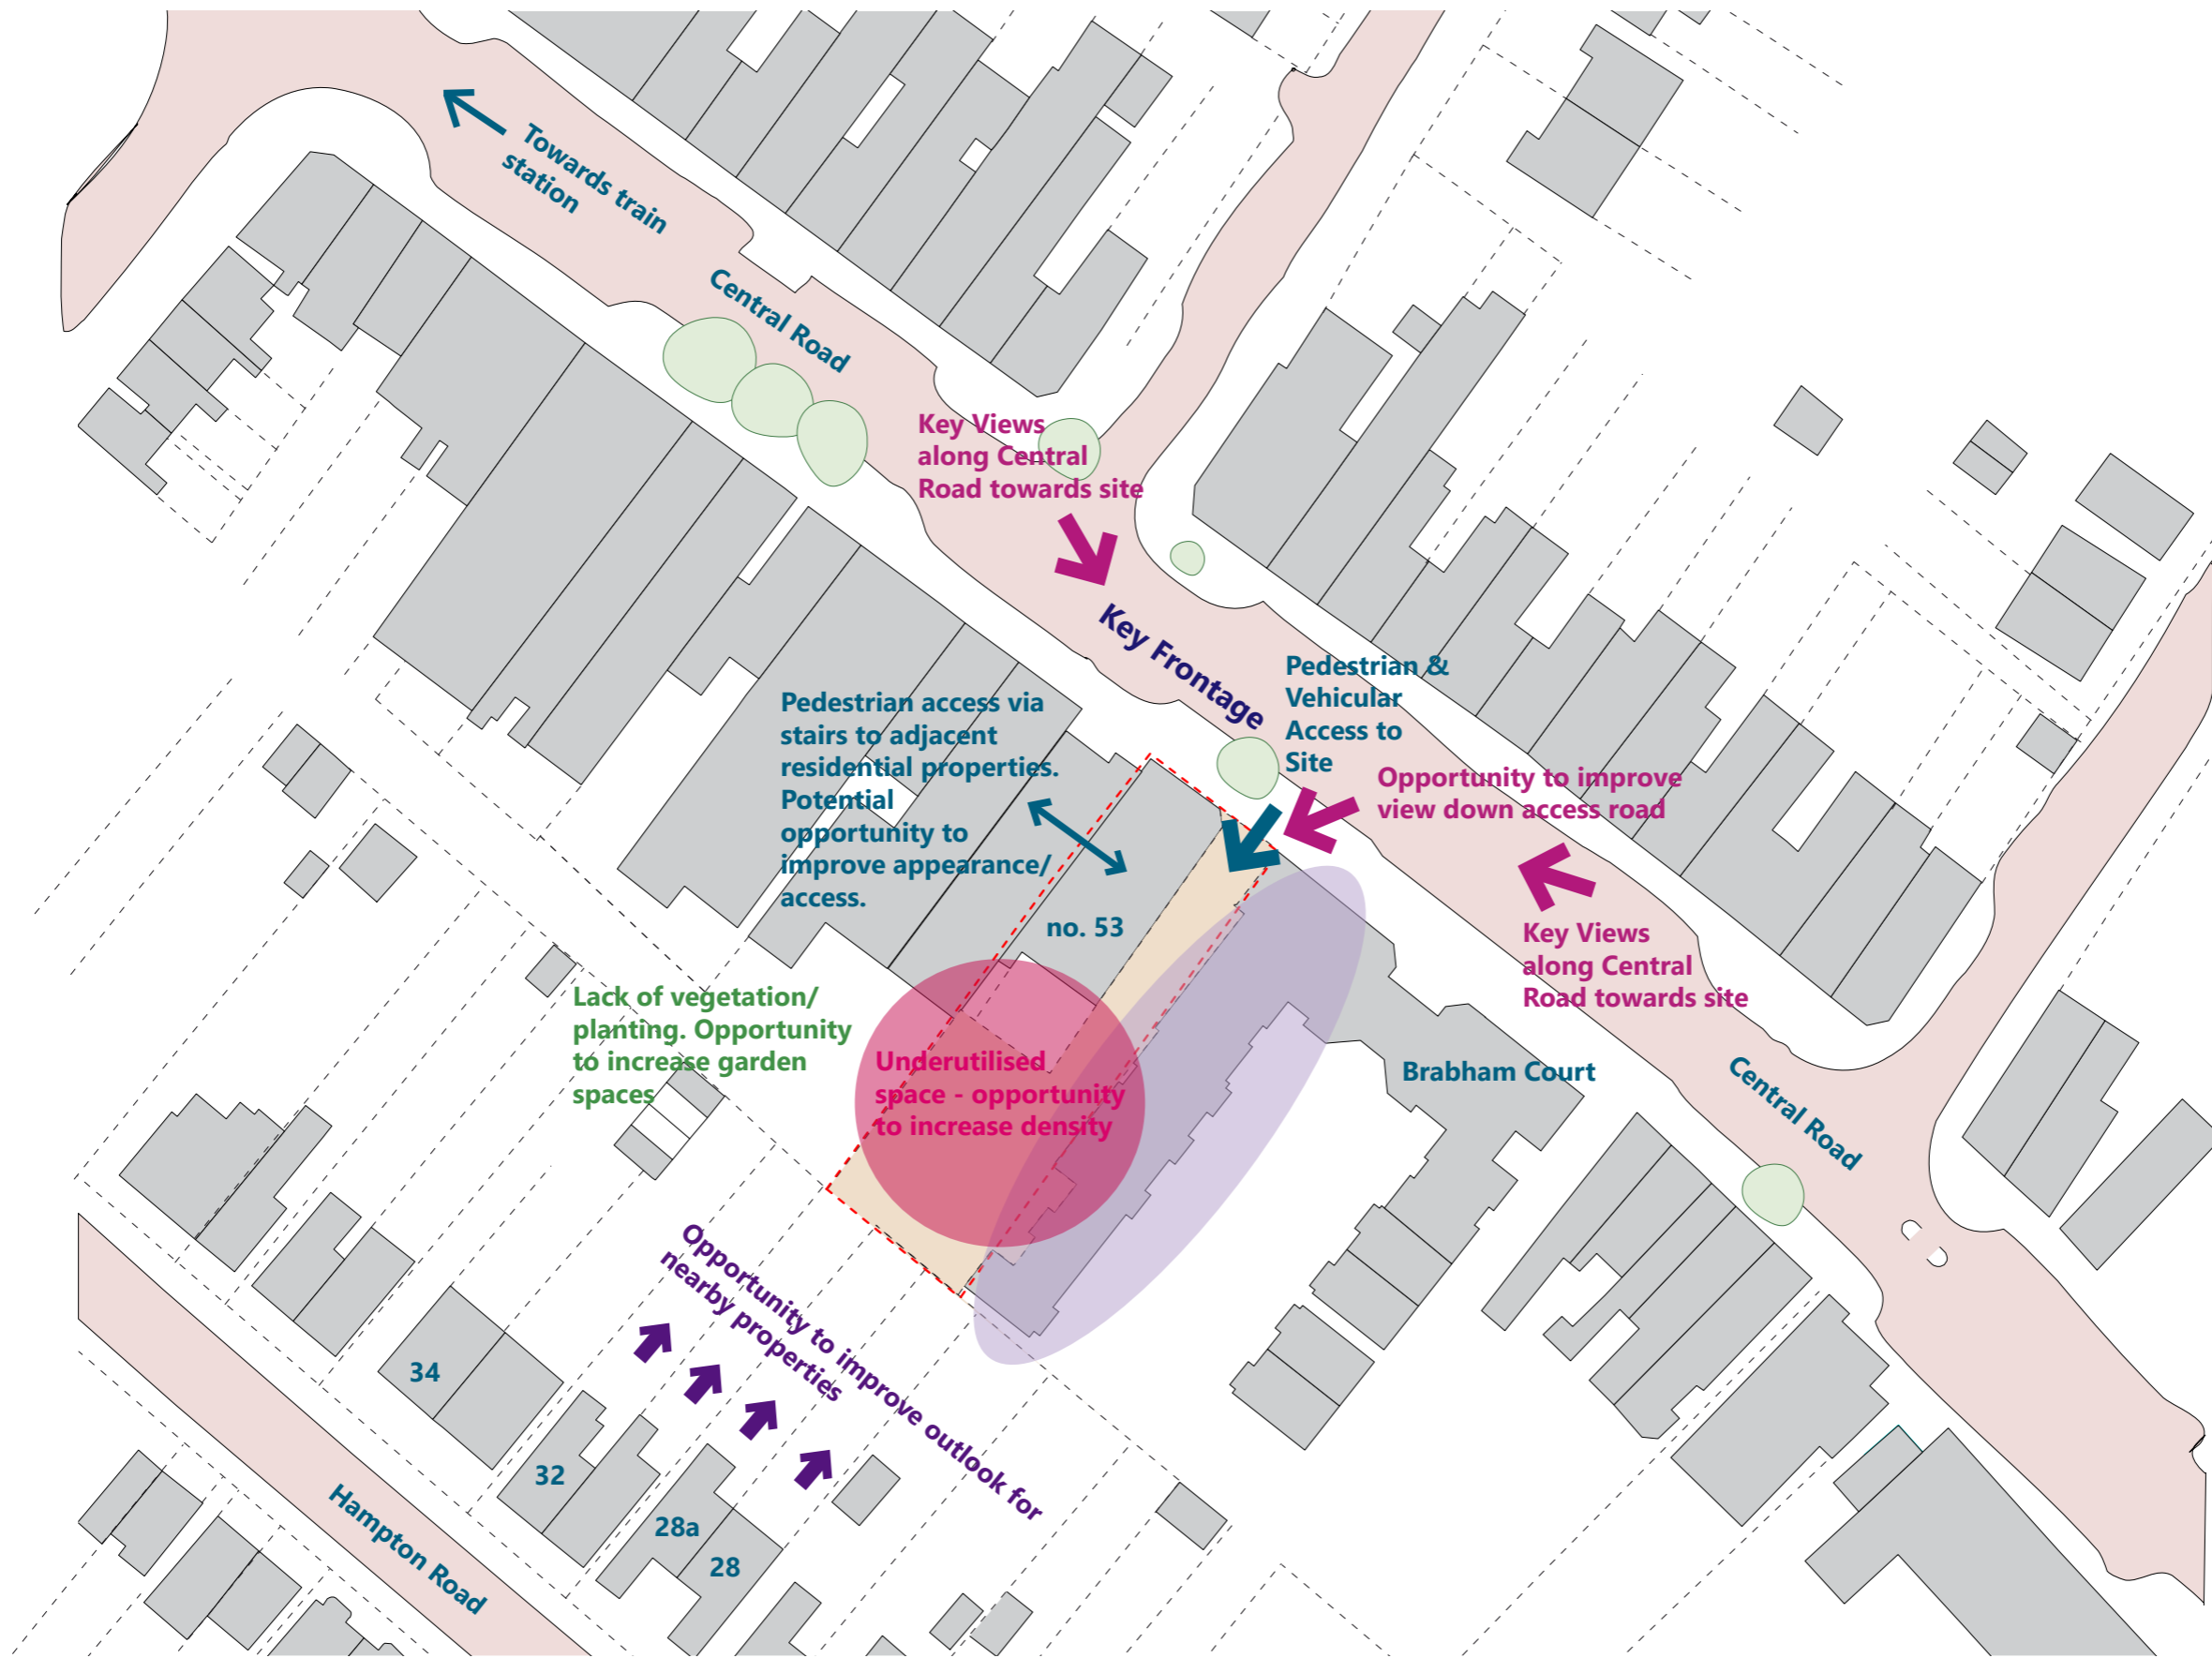 Towards train
station
Central Road
Key Views
along Central
Road towards site
Key Frontage
Pedestrian &
Vehicular
Access to
Site
Pedestrian access via
stairs to adjacent
residential properties.
Potential
opportunity to
improve appearance/
access.
Opportunity to improve
view down access road
no. 53
Key Views
along Central
Road towards site
Lack of vegetation/
planting. Opportunity
to increase garden
spaces
Underutilised
space - opportunity
to increase density
Brabham Court
Central Road
Opportunity to improve outlook for
nearby properties
34
32
28a
28
Hampton Road